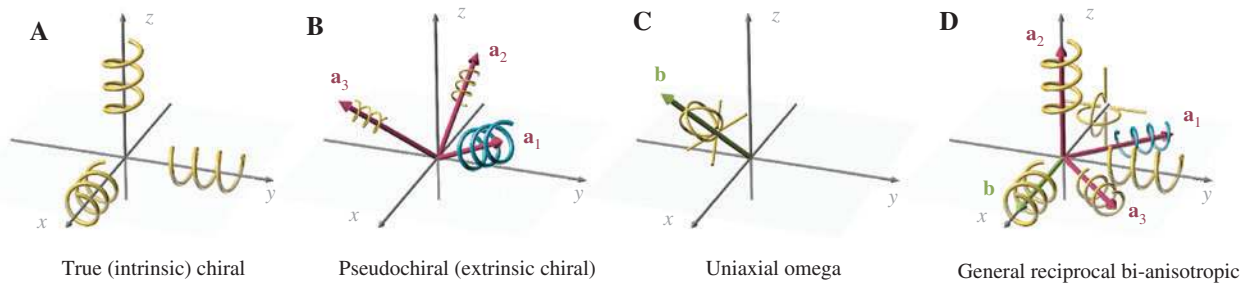 A
z
y
x
True (intrinsic) chiral
B
z
a₂
a₃
a₁
y
x
Pseudochiral (extrinsic chiral)
C
z
b
y
x
Uniaxial omega
D
z
a₂
a₁
b
a₃
y
x
General reciprocal bi-anisotropic